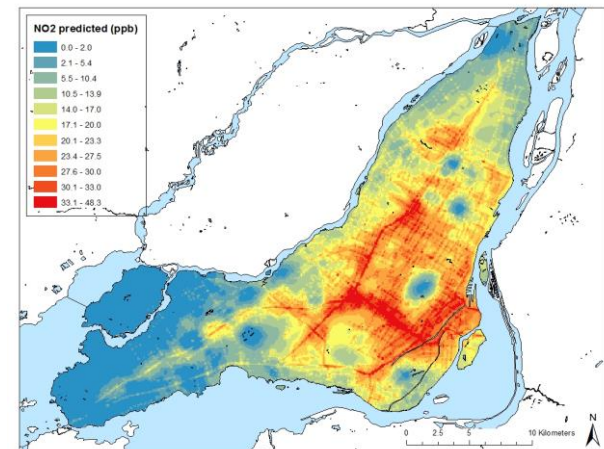 NO2 predicted (ppb)
0.0 - 2.0
2.1 - 5.4
5.5 - 10.4
10.5 - 13.9
14.0 - 17.0
17.1 - 20.0
20.1 - 23.3
23.4 - 27.5
27.6 - 30.0
30.1 - 33.0
33.1 - 48.3
N
0 2.5 5 10 Kilometers